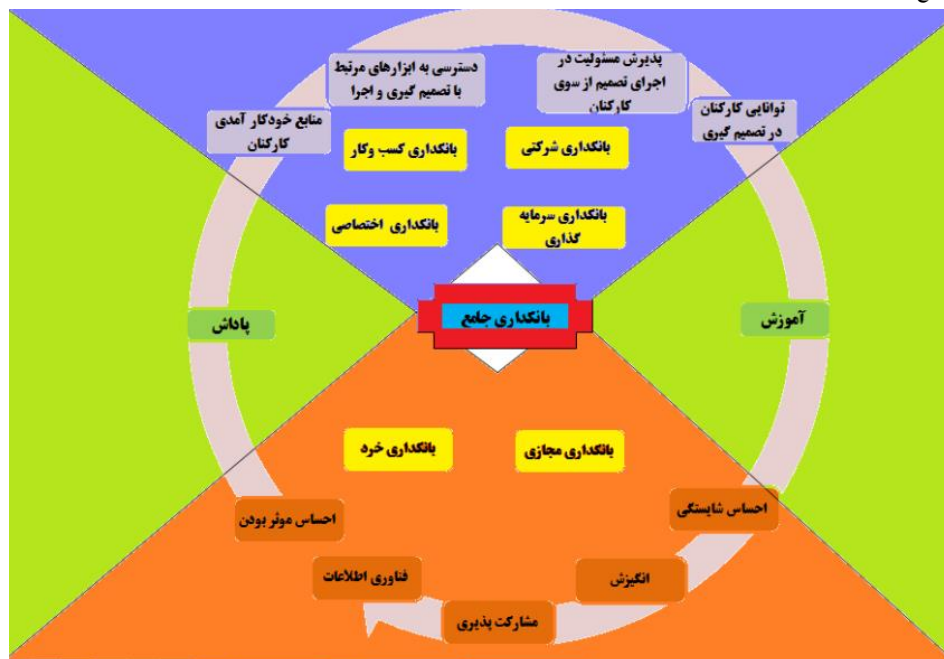 پذیرش مسئولیت در
اجرای تصمیم از سوی
کارکنان
دسترسی به ابزارهای مرتبط
با تصمیم گیری و اجرا
توانایی کارکنان
در تصمیم گیری
منابع خودکار آمدی
کارکنان
بانکداری شرکتی
بانکداری کسب وکار
بانکداری سرمایه
گذاری
بانکداری اختصاصی
بانکداری جامع
آموزش
پاداش
بانکداری مجازی
بانکداری خرد
احساس شایستگی
احساس موثر بودن
انگیزش
فناوری اطلاعات
مشارکت پذیری